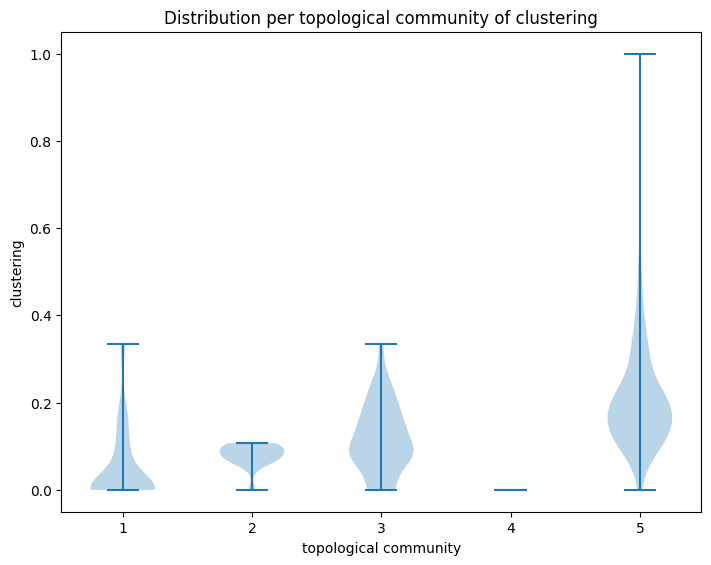 Distribution per topological community of clustering
1.0
0.8
0.6
0.4
0.2
0.0
clustering
1 2 3 4 5
topological community